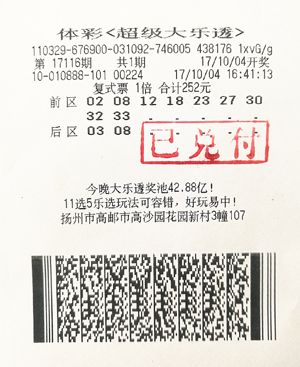 体彩<超级大乐透>
110329-676900-031092-746005 438176 1xvG/g
第 17116期 共1期 17/10/04开奖
10-010888-101 00224 17/10/04 16:41:13
复式票 1倍 合计252元
前区 02 08 12 18 23 27 30
32 33 - - - - -
后区 03 08 - - - - -
已兑付
今晚大乐透奖池42.88亿!
11选5乐选玩法可容错,好玩易中!
扬州市高邮市高沙园花园新村3幢107